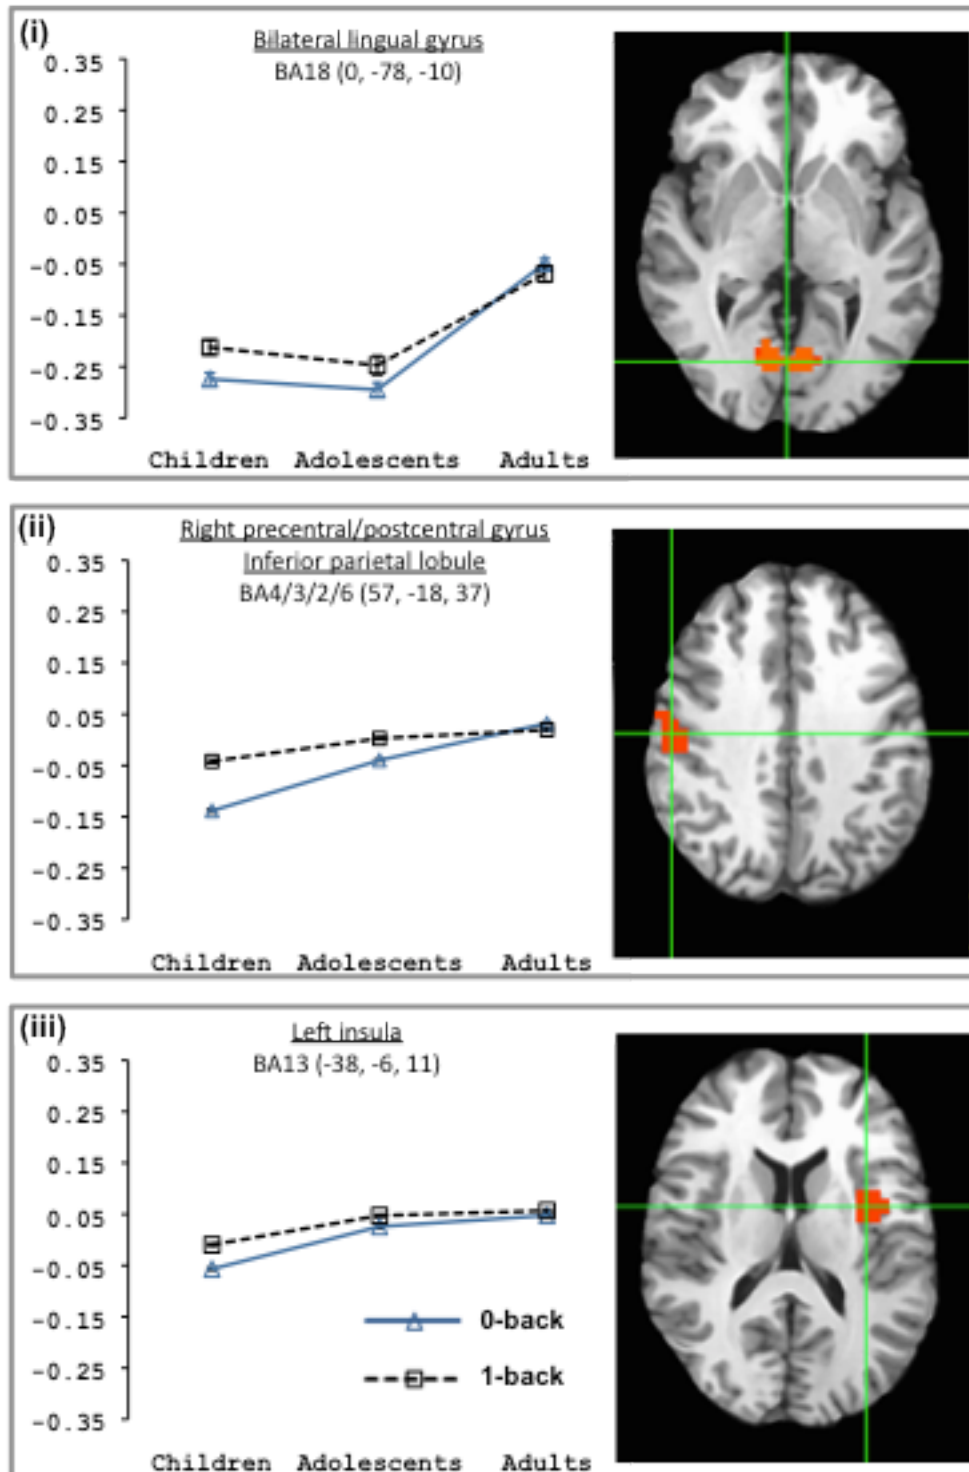 (i)
Bilateral lingual gyrus
BA18 (0, -78, -10)
0.35
0.25
0.15
0.05
-0.05
-0.15
-0.25
-0.35
Children Adolescents Adults
(ii)
Right precentral/postcentral gyrus
Inferior parietal lobule
BA4/3/2/6 (57, -18, 37)
0.35
0.25
0.15
0.05
-0.05
-0.15
-0.25
-0.35
Children Adolescents Adults
(iii)
Left insula
BA13 (-38, -6, 11)
0.35
0.25
0.15
0.05
-0.05
-0.15
-0.25
-0.35
0-back
1-back
Children Adolescents Adults